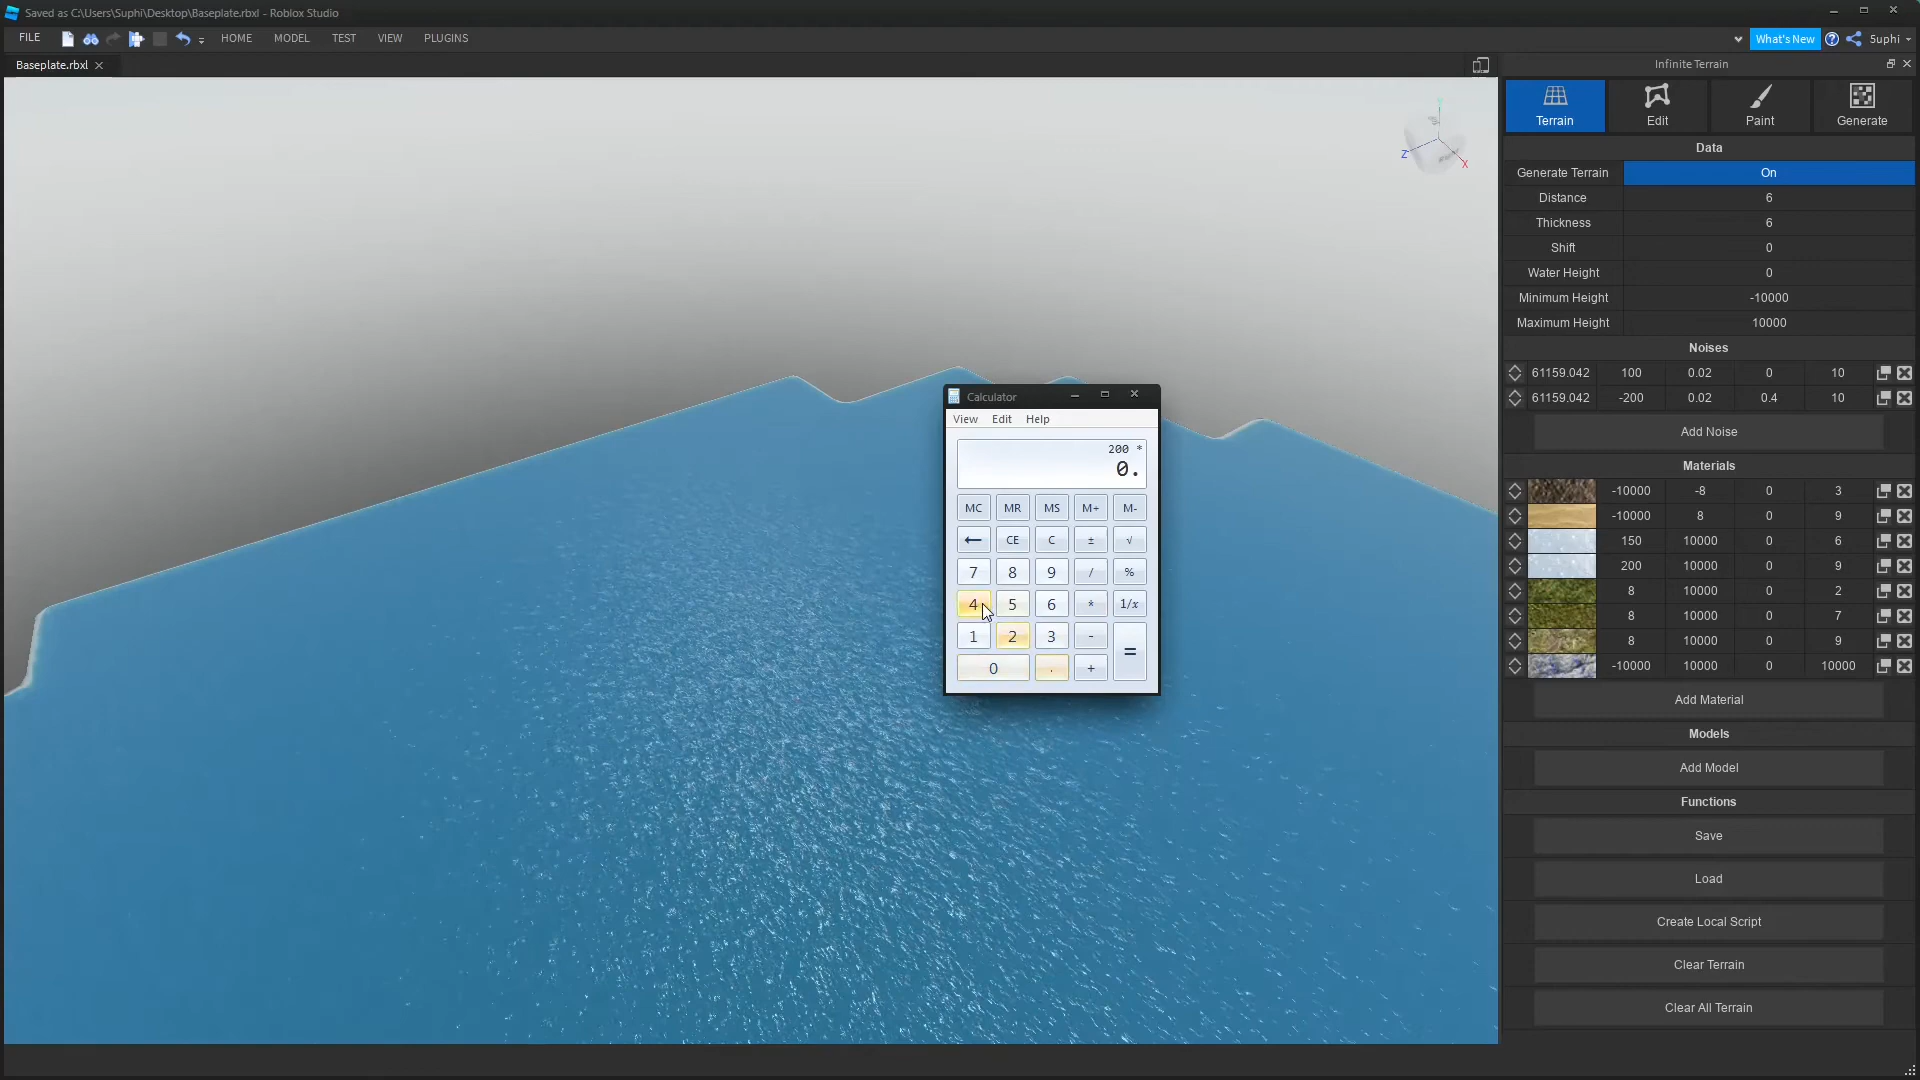 Saved as C:\Users\Suphi\Desktop\Baseplate.rbxl - Roblox Studio
FILE HOME MODEL TEST VIEW PLUGINS What's New 5uphi
Baseplate.rbxl
Infinite Terrain
Terrain Edit Paint Generate
Data
Generate Terrain On
Distance 6
Thickness 6
Shift 0
Water Height 0
Minimum Height -10000
Maximum Height 10000
Noises
61159.042 100 0.02 0 10
61159.042 -200 0.02 0.4 10
Add Noise
Materials
-10000 -8 0 3
-10000 8 0 9
150 10000 0 6
200 10000 0 9
8 10000 0 2
8 10000 0 7
8 10000 0 9
-10000 10000 0 10000
Add Material
Models
Add Model
Functions
Save
Load
Create Local Script
Clear Terrain
Clear All Terrain
Z X
Calculator
View Edit Help
200 *
0.
MC MR MS M+ M-
← CE C ± √
7 8 9 / %
4 5 6 * 1/x
1 2 3 - =
0 . +